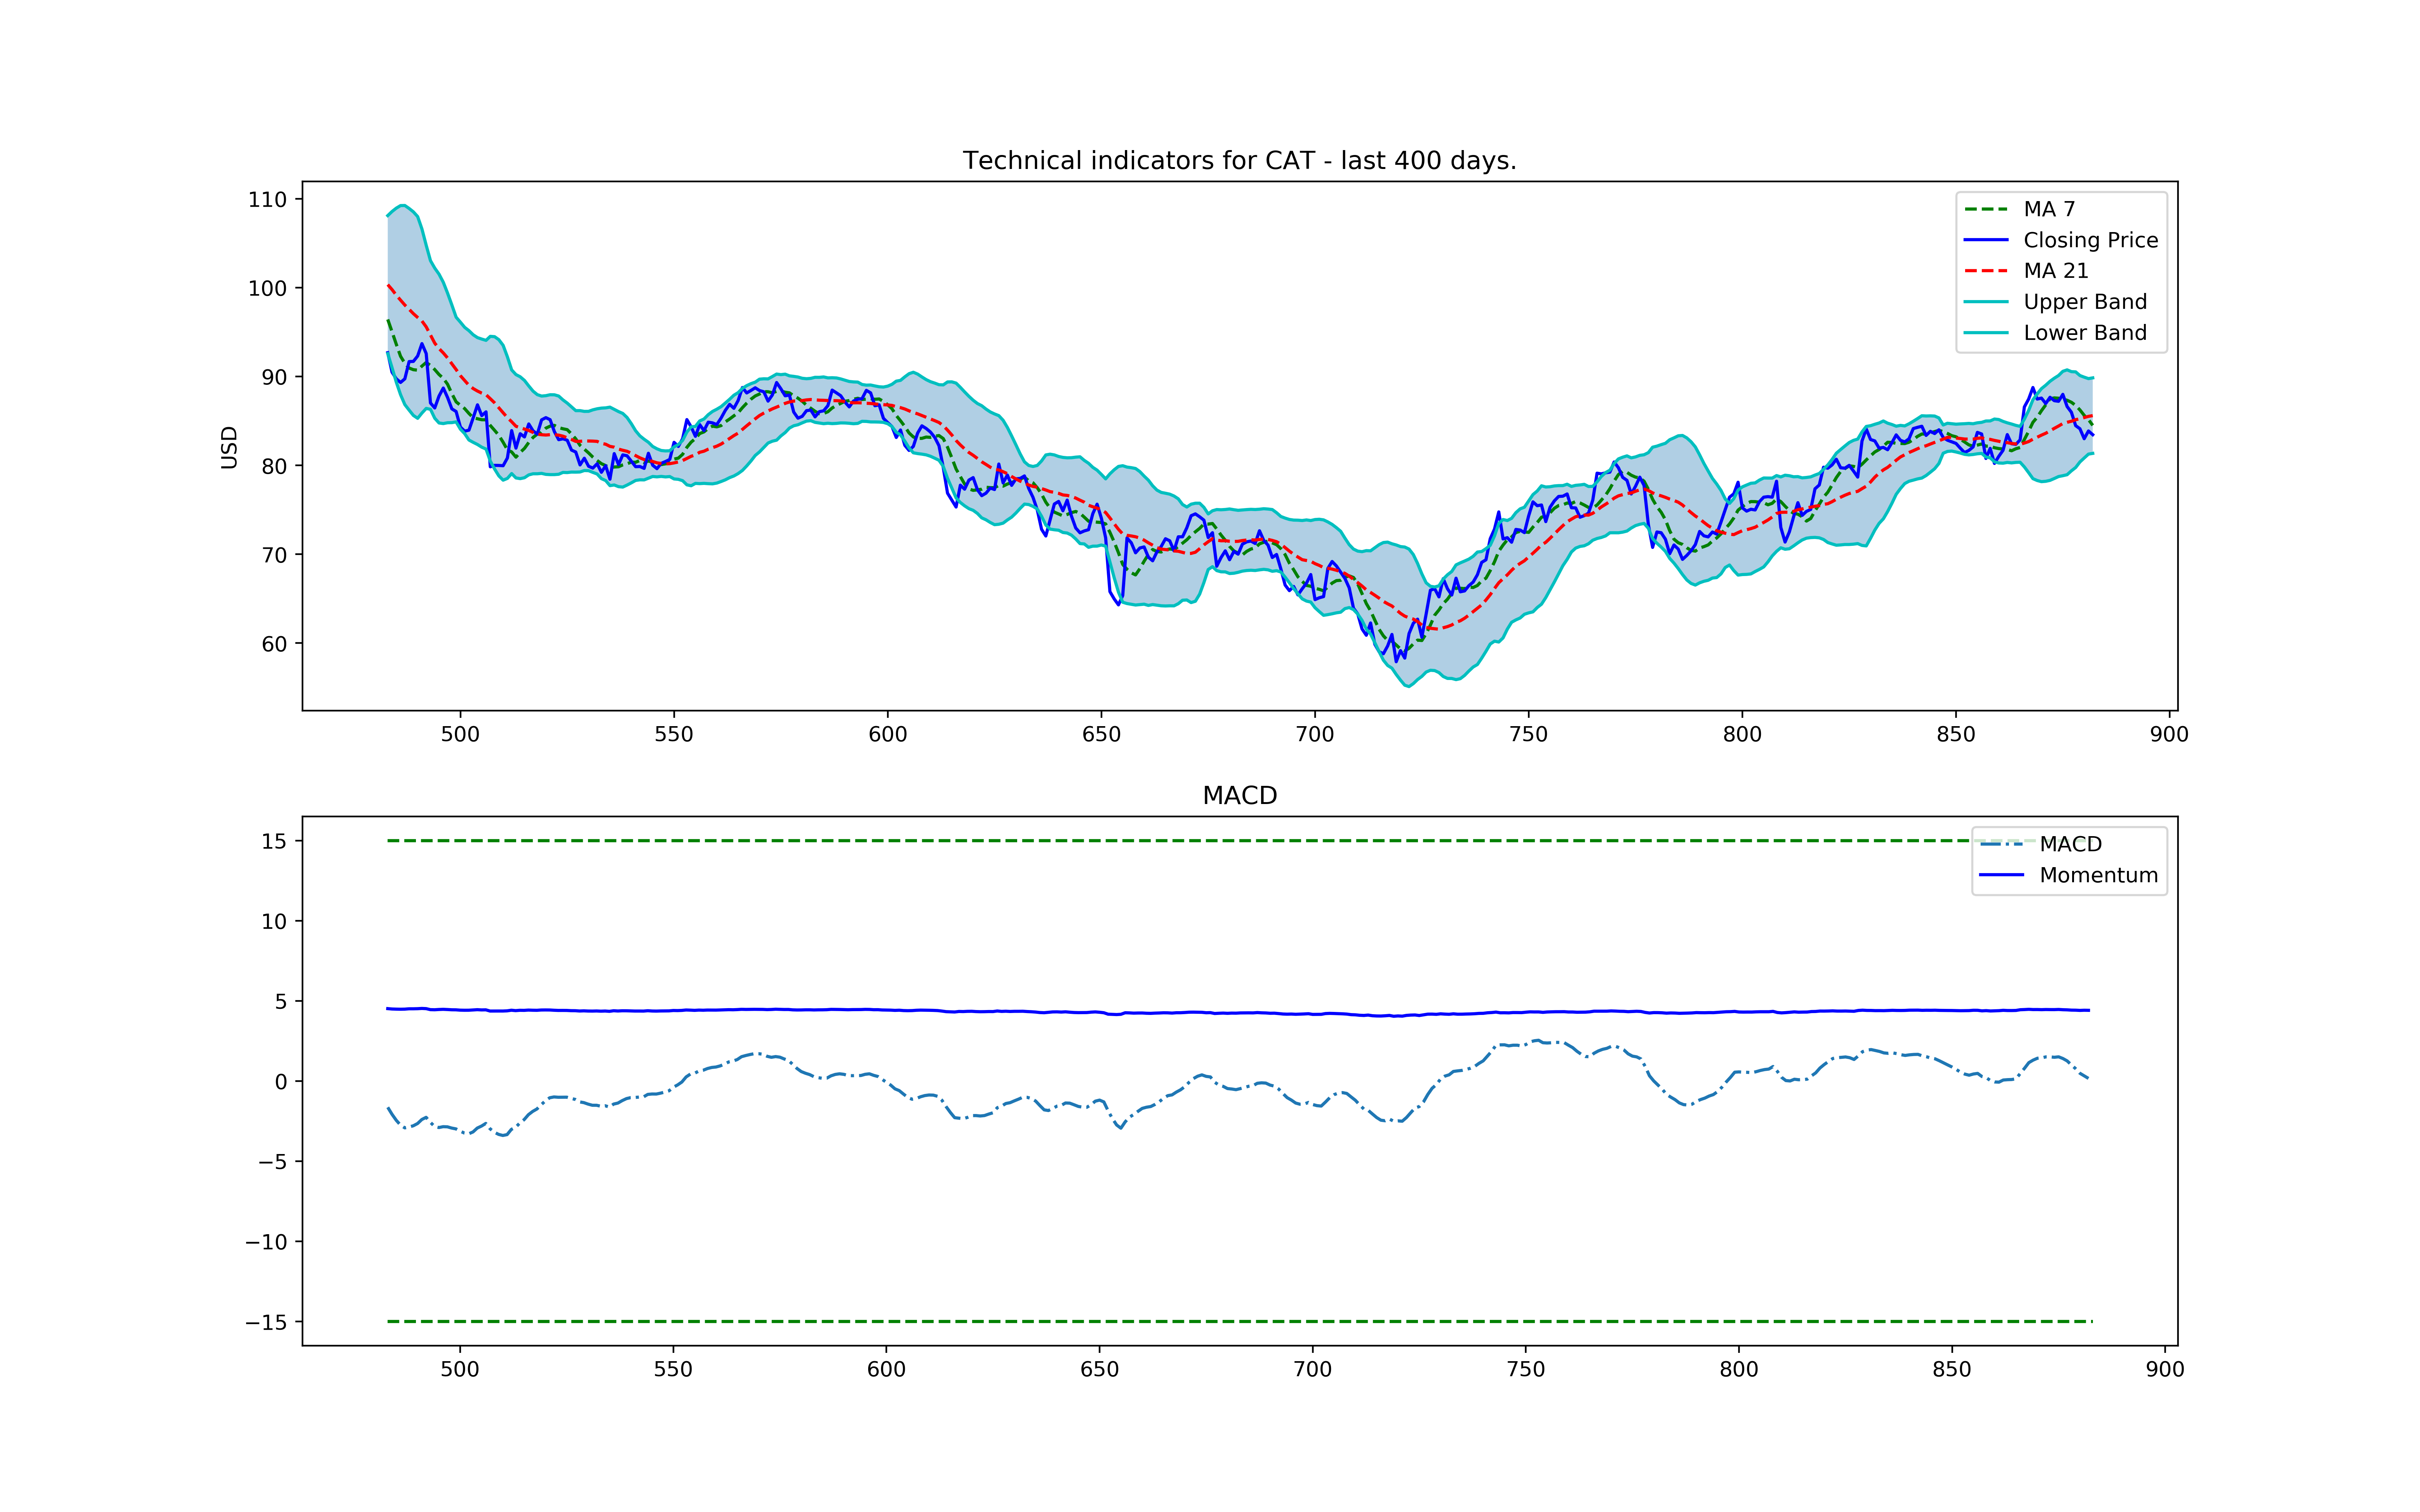 Technical indicators for CAT - last 400 days.
110
100
90
80
70
60
USD
MA 7
Closing Price
MA 21
Upper Band
Lower Band
500 550 600 650 700 750 800 850 900
MACD
15
10
5
0
−5
−10
−15
MACD
Momentum
500 550 600 650 700 750 800 850 900